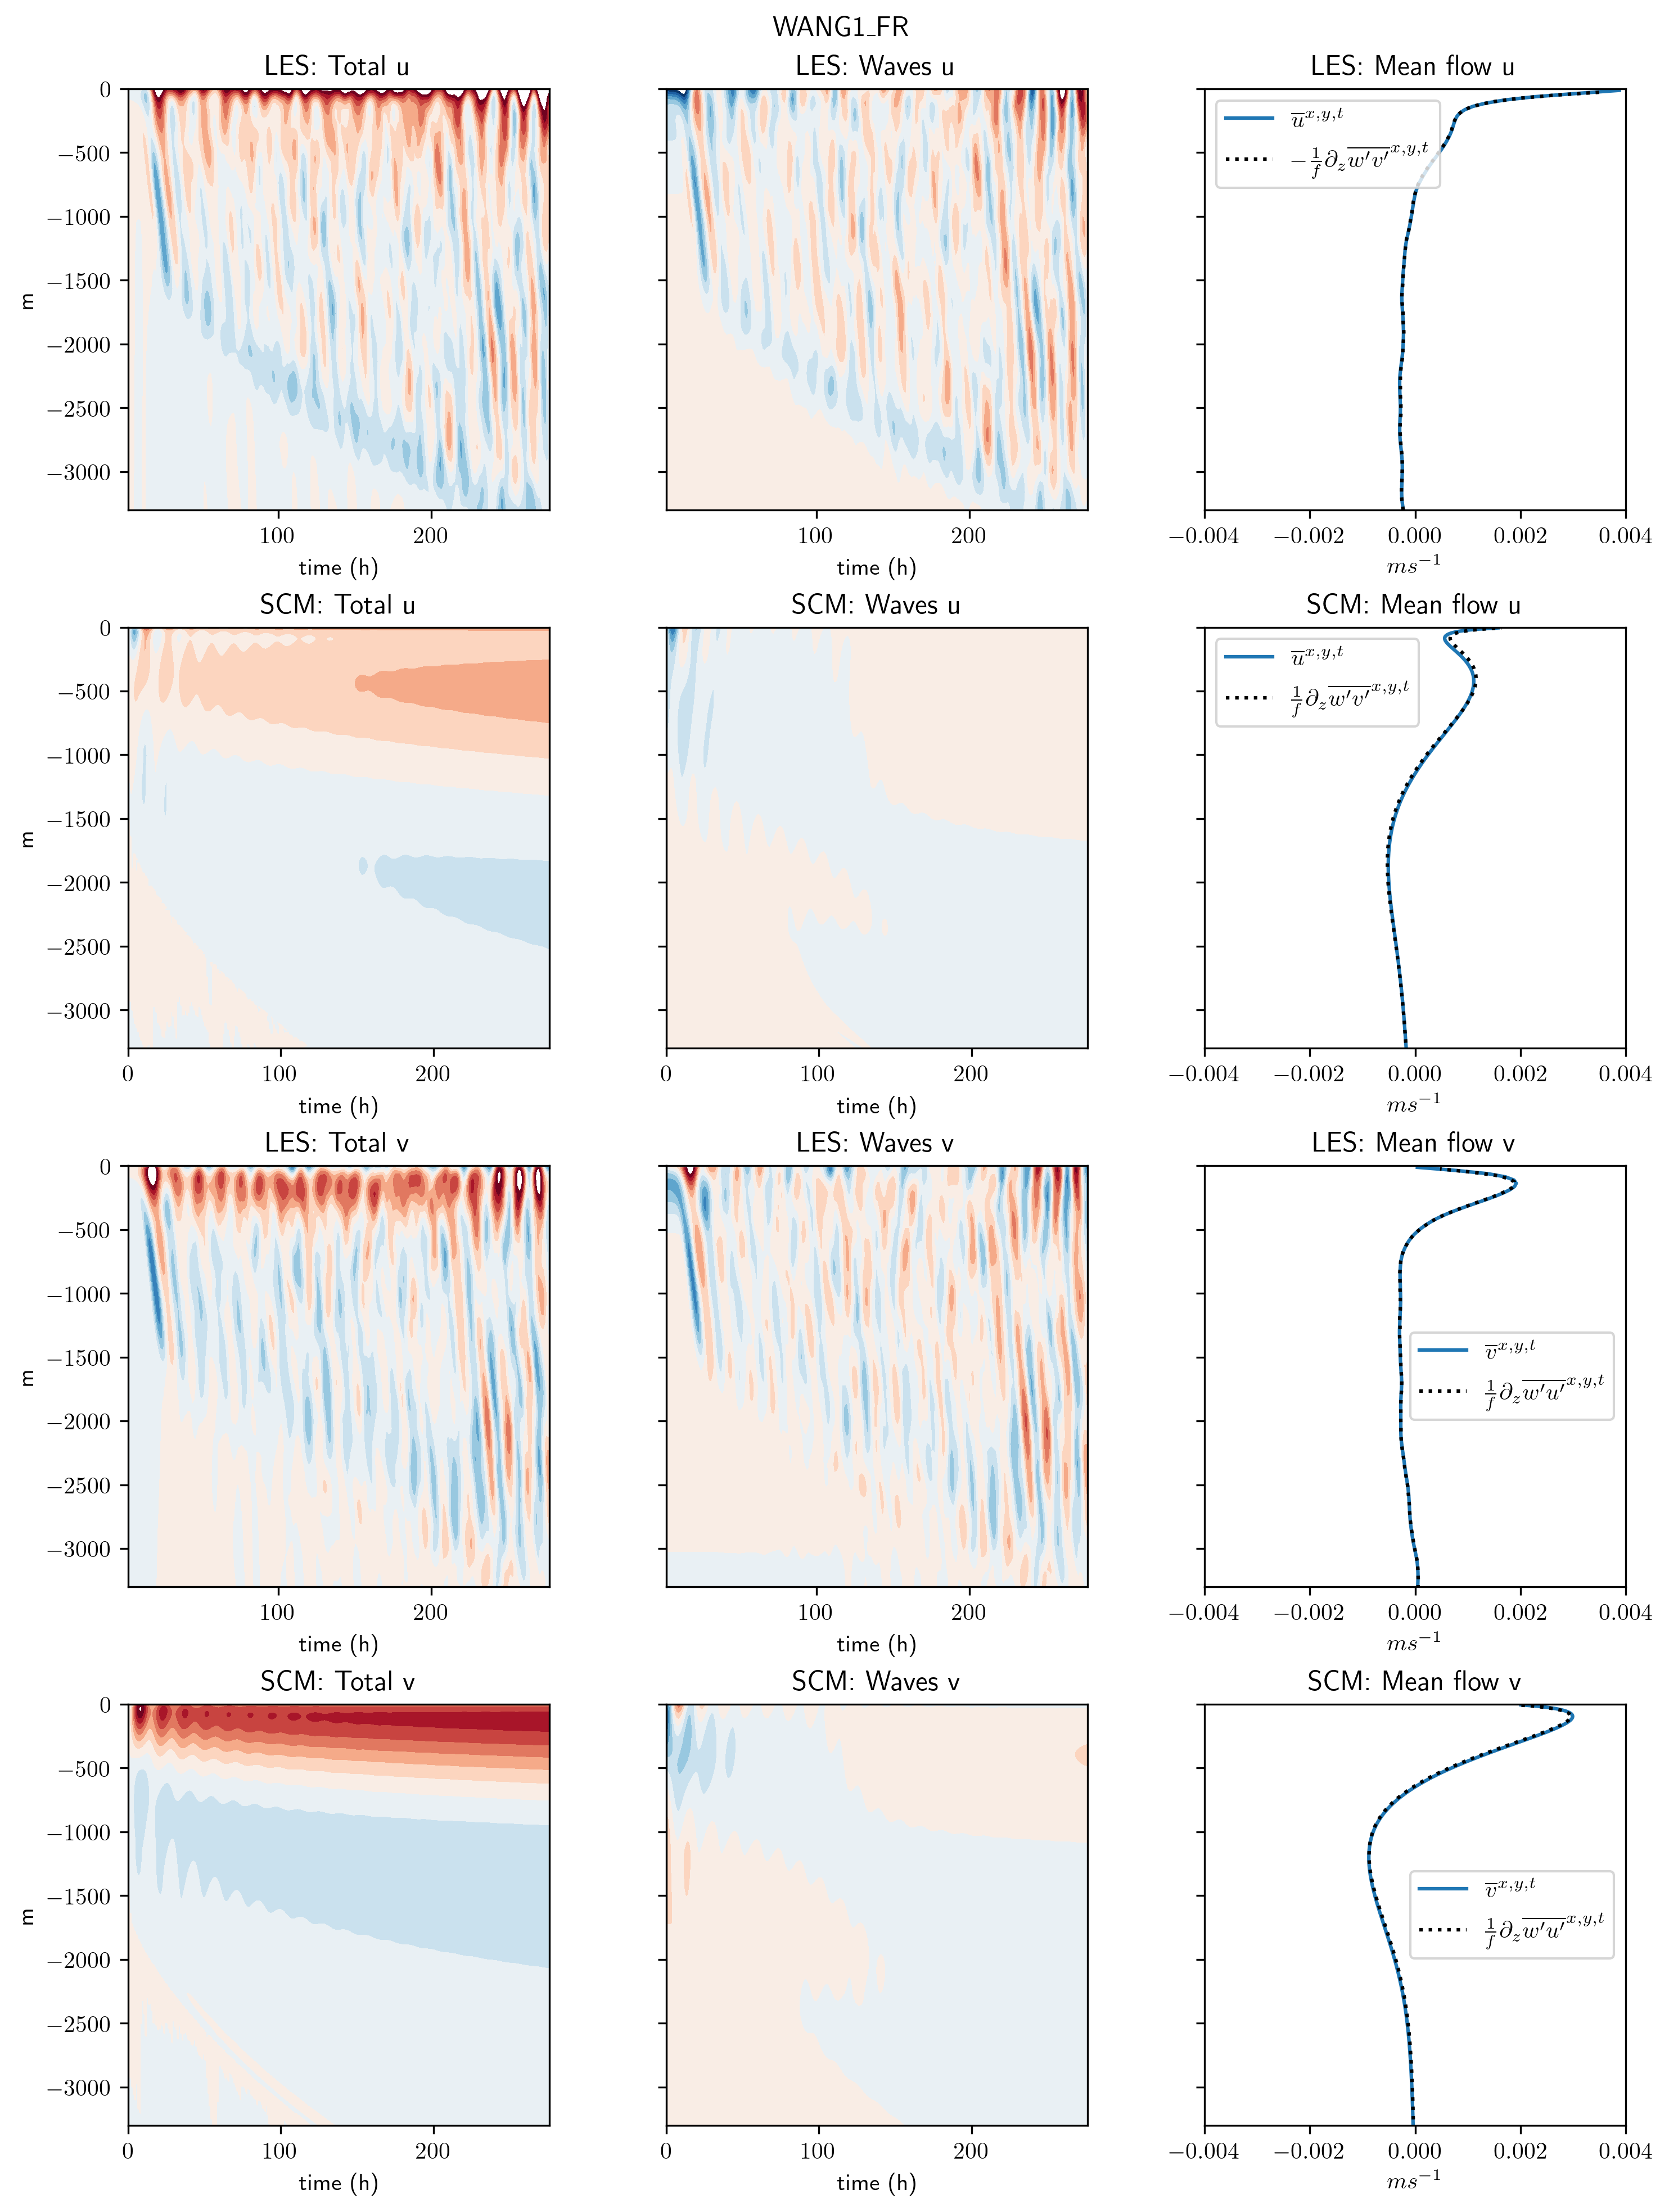 WANG1_FR
LES: Total u
LES: Waves u
LES: Mean flow u
0
−500
−1000
−1500
−2000
−2500
−3000
m
100 200
time (h)
100 200
time (h)
$\overline{u}^{x,y,t}$
$-\frac{1}{f}\partial_z\overline{w'v'}^{x,y,t}$
−0.004 −0.002 0.000 0.002 0.004
$ms^{-1}$
SCM: Total u
SCM: Waves u
SCM: Mean flow u
0
−500
−1000
−1500
−2000
−2500
−3000
m
0 100 200
time (h)
0 100 200
time (h)
$\overline{u}^{x,y,t}$
$\frac{1}{f}\partial_z\overline{w'v'}^{x,y,t}$
−0.004 −0.002 0.000 0.002 0.004
$ms^{-1}$
LES: Total v
LES: Waves v
LES: Mean flow v
0
−500
−1000
−1500
−2000
−2500
−3000
m
100 200
time (h)
100 200
time (h)
$\overline{v}^{x,y,t}$
$\frac{1}{f}\partial_z\overline{w'u'}^{x,y,t}$
−0.004 −0.002 0.000 0.002 0.004
$ms^{-1}$
SCM: Total v
SCM: Waves v
SCM: Mean flow v
0
−500
−1000
−1500
−2000
−2500
−3000
m
0 100 200
time (h)
0 100 200
time (h)
$\overline{v}^{x,y,t}$
$\frac{1}{f}\partial_z\overline{w'u'}^{x,y,t}$
−0.004 −0.002 0.000 0.002 0.004
$ms^{-1}$